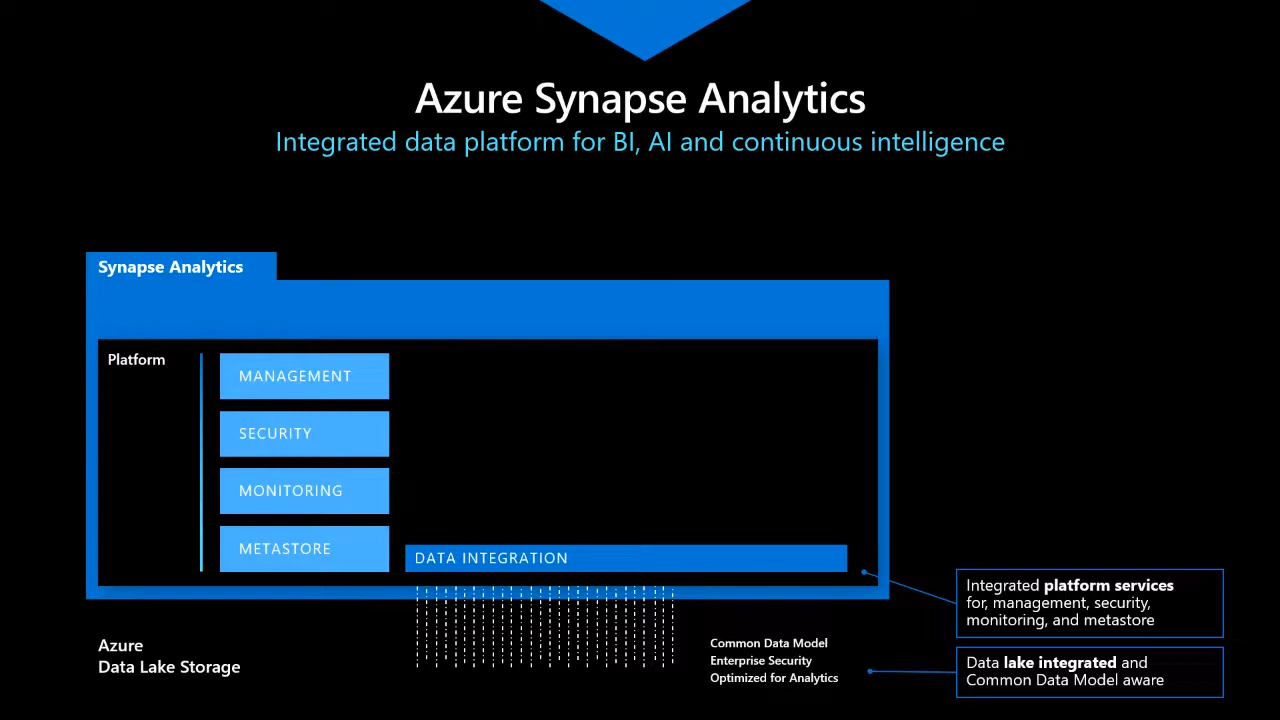 Azure Synapse Analytics
Integrated data platform for BI, AI and continuous intelligence
Synapse Analytics
Platform
MANAGEMENT
SECURITY
MONITORING
METASTORE
DATA INTEGRATION
Integrated platform services
for, management, security,
monitoring, and metastore
Azure
Data Lake Storage
Common Data Model
Enterprise Security
Optimized for Analytics
Data lake integrated and
Common Data Model aware